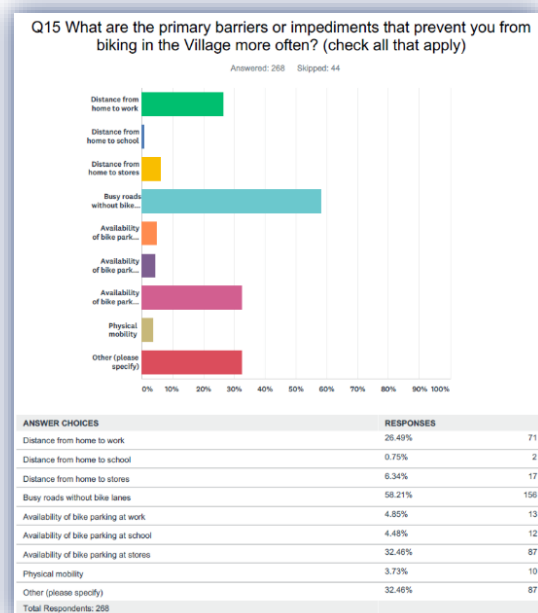 Q15 What are the primary barriers or impediments that prevent you from
biking in the Village more often? (check all that apply)
Answered: 268 Skipped: 44
Distance from
home to work
Distance from
home to school
Distance from
home to stores
Busy roads
without bike...
Availability
of bike park...
Availability
of bike park...
Availability
of bike park...
Physical
mobility
Other (please
specify)
0% 10% 20% 30% 40% 50% 60% 70% 80% 90% 100%
ANSWER CHOICES RESPONSES
Distance from home to work 26.49% 71
Distance from home to school 0.75% 2
Distance from home to stores 6.34% 17
Busy roads without bike lanes 58.21% 156
Availability of bike parking at work 4.85% 13
Availability of bike parking at school 4.48% 12
Availability of bike parking at stores 32.46% 87
Physical mobility 3.73% 10
Other (please specify) 32.46% 87
Total Respondents: 268